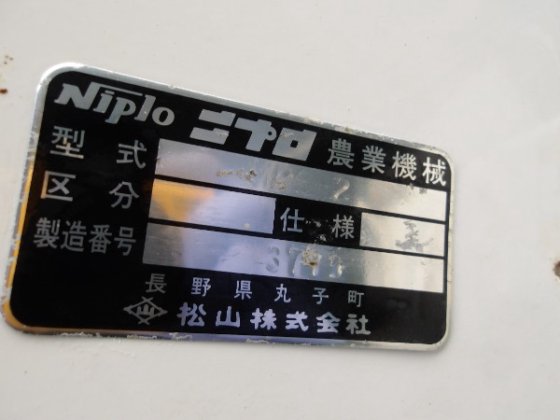 Niplo ニプロ 農業機械
型式
区分 仕様
製造番号
長野県丸子町
松山株式会社